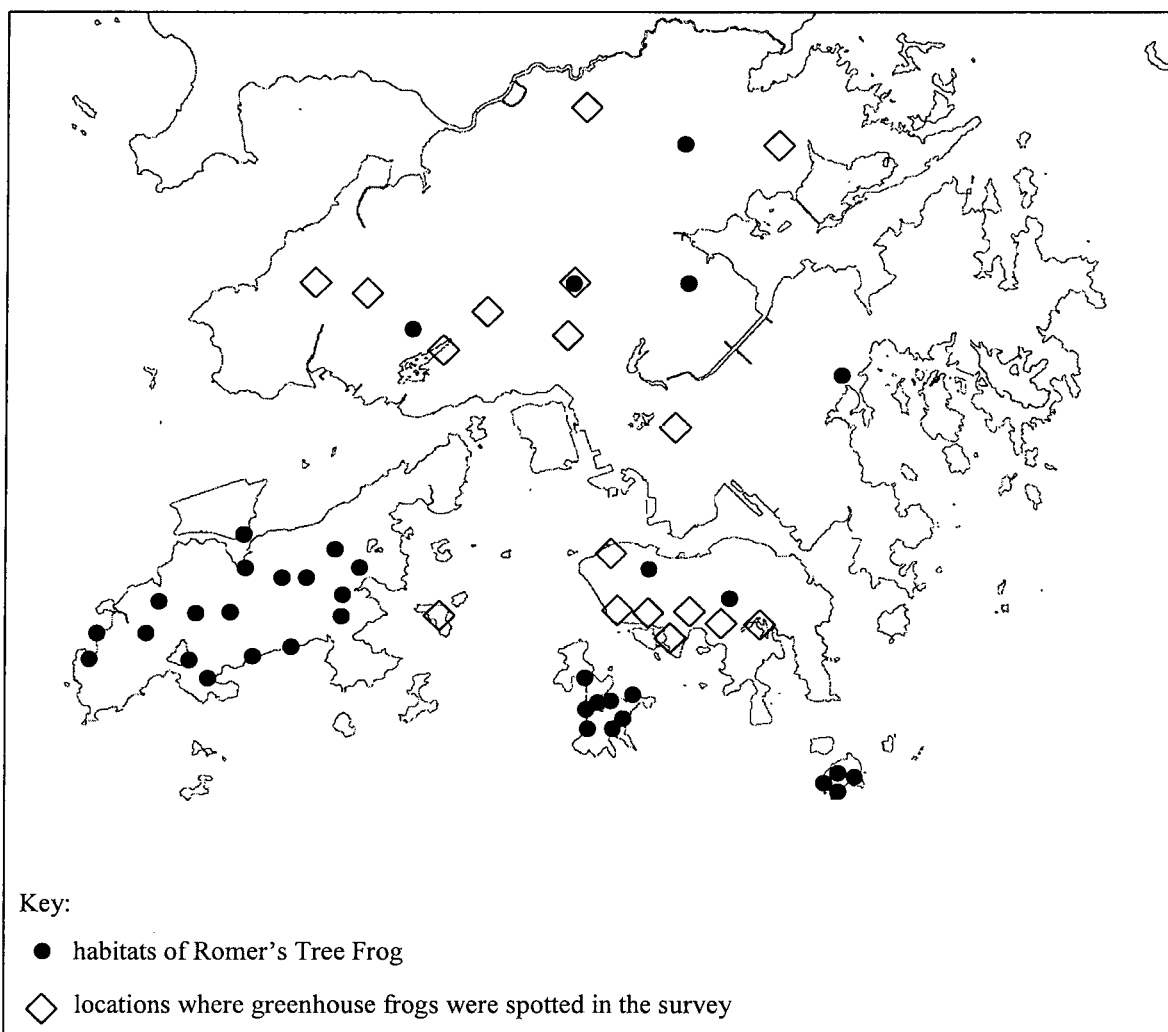 Key:
habitats of Romer's Tree Frog
locations where greenhouse frogs were spotted in the survey